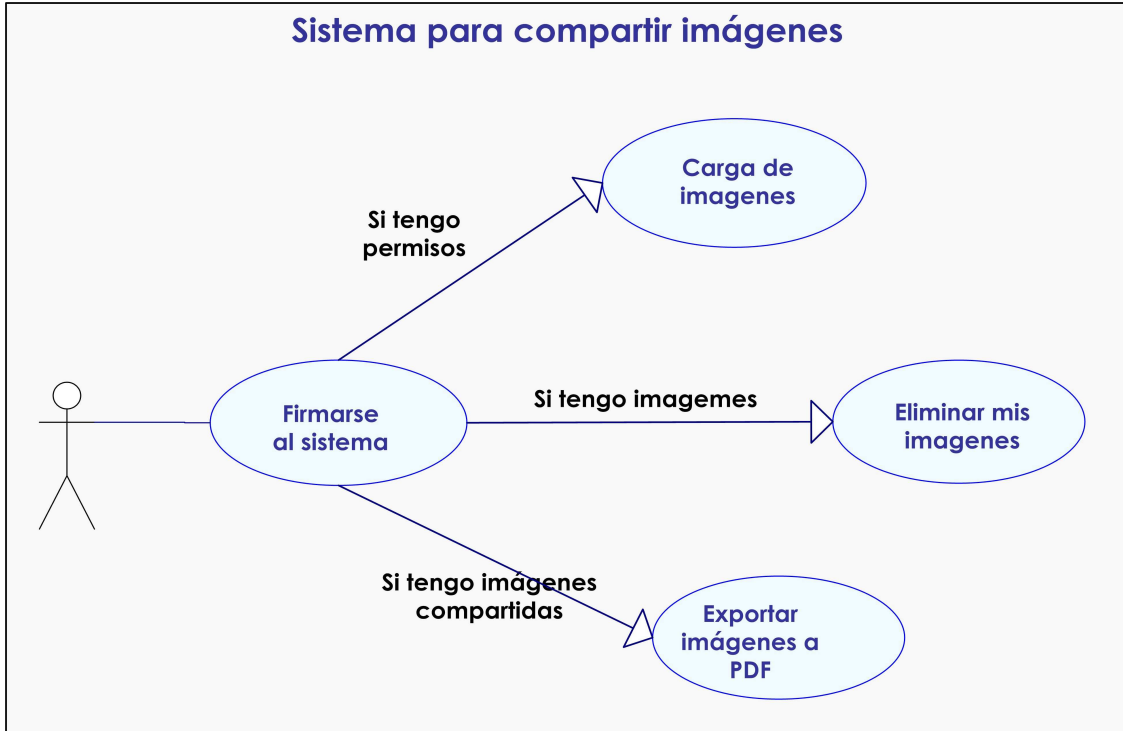 Sistema para compartir imágenes
Carga de
imagenes
Si tengo
permisos
Si tengo imagemes
Firmarse
al sistema
Eliminar mis
imagenes
Si tengo imágenes
compartidas
Exportar
imágenes a
PDF